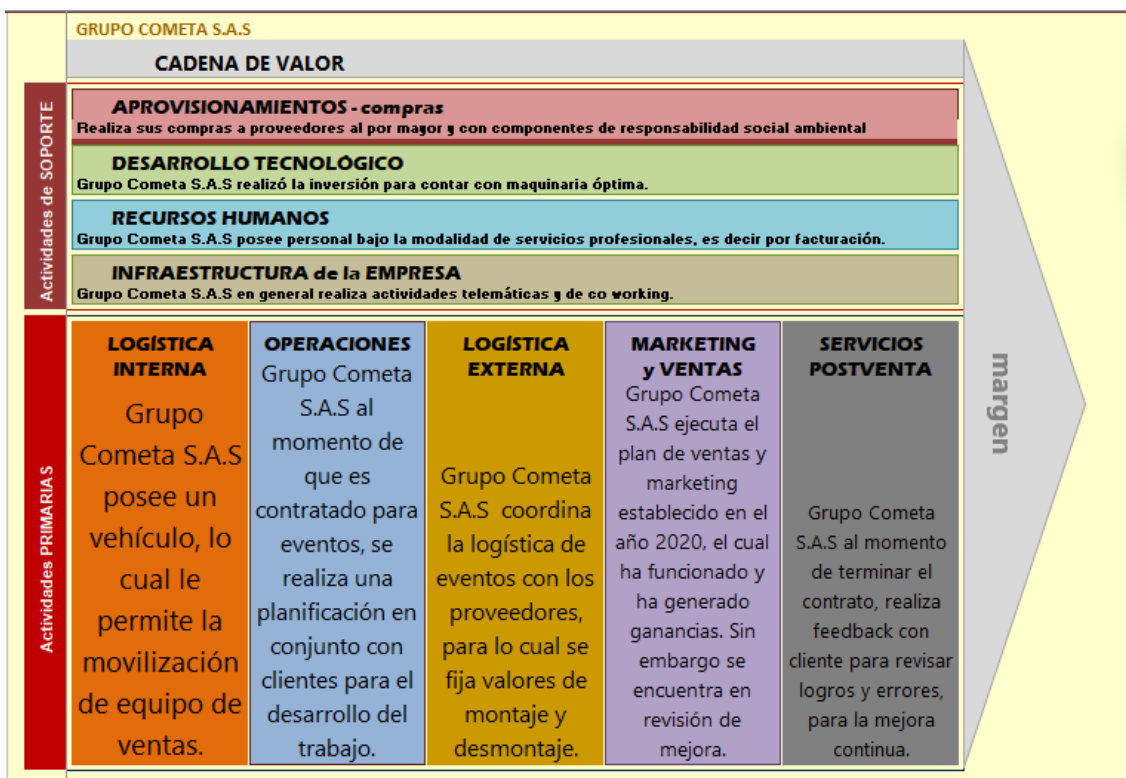 GRUPO COMETA S.A.S
CADENA DE VALOR
Actividades de SOPORTE
APROVISIONAMIENTOS - compras
Realiza sus compras a proveedores al por mayor y con componentes de responsabilidad social ambiental
DESARROLLO TECNOLÓGICO
Grupo Cometa S.A.S realizó la inversión para contar con maquinaria óptima.
RECURSOS HUMANOS
Grupo Cometa S.A.S posee personal bajo la modalidad de servicios profesionales, es decir por facturación.
INFRAESTRUCTURA de la EMPRESA
Grupo Cometa S.A.S en general realiza actividades telemáticas y de co working.
Actividades PRIMARIAS
LOGÍSTICA
INTERNA
Grupo
Cometa S.A.S
posee un
vehículo, lo
cual le
permite la
movilización
de equipo de
ventas.
OPERACIONES
Grupo Cometa
S.A.S al
momento de
que es
contratado para
eventos, se
realiza una
planificación en
conjunto con
clientes para el
desarrollo del
trabajo.
LOGÍSTICA
EXTERNA
Grupo Cometa
S.A.S coordina
la logística de
eventos con los
proveedores,
para lo cual se
fija valores de
montaje y
desmontaje.
MARKETING
y VENTAS
Grupo Cometa
S.A.S ejecuta el
plan de ventas y
marketing
establecido en el
año 2020, el cual
ha funcionado y
ha generado
ganancias. Sin
embargo se
encuentra en
revisión de
mejora.
SERVICIOS
POSTVENTA
Grupo Cometa
S.A.S al momento
de terminar el
contrato, realiza
feedback con
cliente para revisar
logros y errores,
para la mejora
continua.
margen